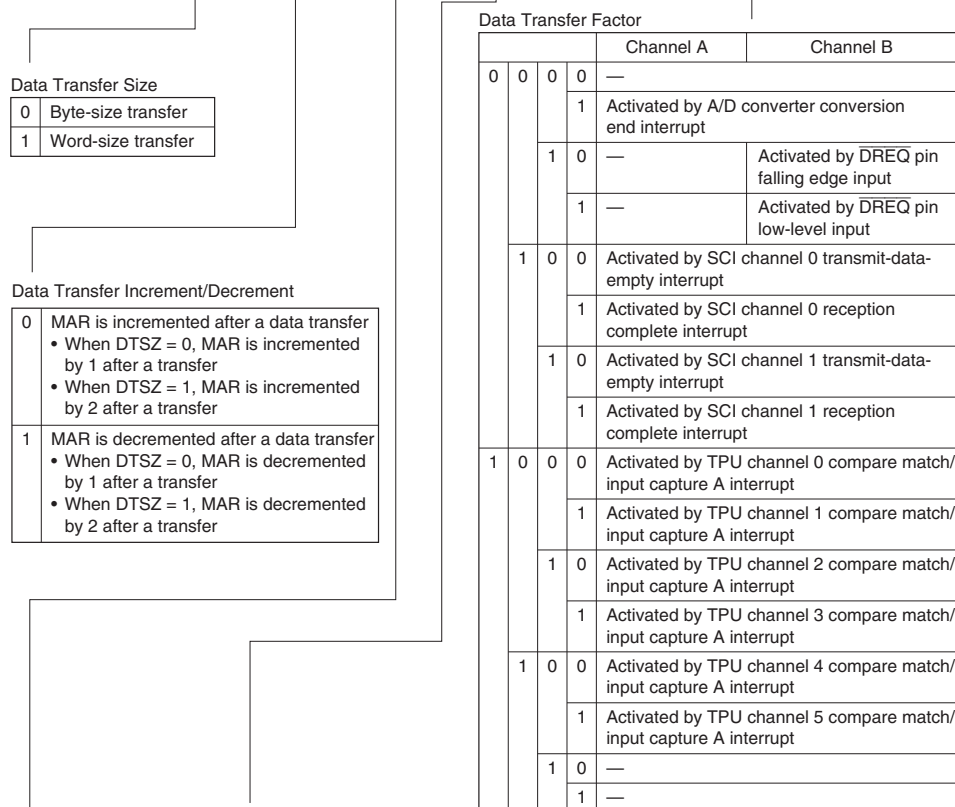 Data Transfer Size
0 Byte-size transfer
1 Word-size transfer
Data Transfer Increment/Decrement
0 MAR is incremented after a data transfer
• When DTSZ = 0, MAR is incremented
by 1 after a transfer
• When DTSZ = 1, MAR is incremented
by 2 after a transfer
1 MAR is decremented after a data transfer
• When DTSZ = 0, MAR is decremented
by 1 after a transfer
• When DTSZ = 1, MAR is decremented
by 2 after a transfer
Data Transfer Factor
Channel A Channel B
0 0 0 0 —
1 Activated by A/D converter conversion
end interrupt
1 0 — Activated by DREQ pin
falling edge input
1 — Activated by DREQ pin
low-level input
1 0 0 Activated by SCI channel 0 transmit-data-
empty interrupt
1 Activated by SCI channel 0 reception
complete interrupt
1 0 Activated by SCI channel 1 transmit-data-
empty interrupt
1 Activated by SCI channel 1 reception
complete interrupt
1 0 0 0 Activated by TPU channel 0 compare match/
input capture A interrupt
1 Activated by TPU channel 1 compare match/
input capture A interrupt
1 0 Activated by TPU channel 2 compare match/
input capture A interrupt
1 Activated by TPU channel 3 compare match/
input capture A interrupt
1 0 0 Activated by TPU channel 4 compare match/
input capture A interrupt
1 Activated by TPU channel 5 compare match/
input capture A interrupt
1 0 —
1 —